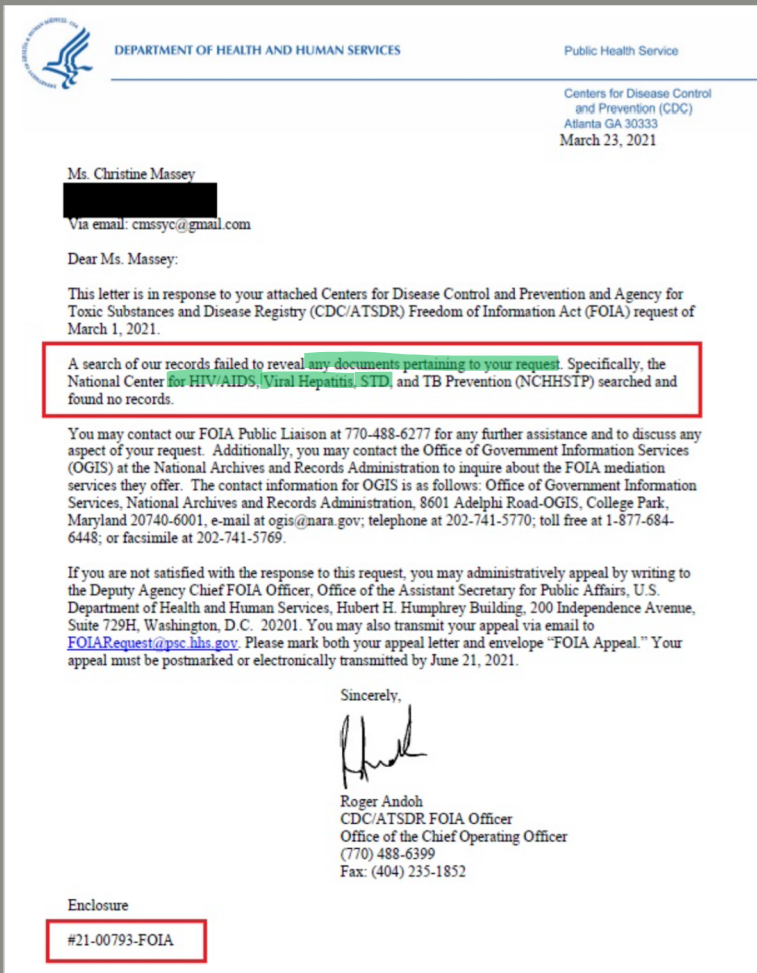 DEPARTMENT OF HEALTH AND HUMAN SERVICES
Public Health Service
Centers for Disease Control
and Prevention (CDC)
Atlanta GA 30333
March 23, 2021
Ms. Christine Massey
Via email: cmssyc@gmail.com
Dear Ms. Massey:
This letter is in response to your attached Centers for Disease Control and Prevention and Agency for
Toxic Substances and Disease Registry (CDC/ATSDR) Freedom of Information Act (FOIA) request of
March 1, 2021.
A search of our records failed to reveal any documents pertaining to your request. Specifically, the
National Center for HIV/AIDS, Viral Hepatitis, STD, and TB Prevention (NCHHSTP) searched and
found no records.
You may contact our FOIA Public Liaison at 770-488-6277 for any further assistance and to discuss any
aspect of your request. Additionally, you may contact the Office of Government Information Services
(OGIS) at the National Archives and Records Administration to inquire about the FOIA mediation
services they offer. The contact information for OGIS is as follows: Office of Government Information
Services, National Archives and Records Administration, 8601 Adelphi Road-OGIS, College Park,
Maryland 20740-6001, e-mail at ogis@nara.gov; telephone at 202-741-5770; toll free at 1-877-684-
6448; or facsimile at 202-741-5769.
If you are not satisfied with the response to this request, you may administratively appeal by writing to
the Deputy Agency Chief FOIA Officer, Office of the Assistant Secretary for Public Affairs, U.S.
Department of Health and Human Services, Hubert H. Humphrey Building, 200 Independence Avenue,
Suite 729H, Washington, D.C. 20201. You may also transmit your appeal via email to
FOIARequest@psc.hhs.gov. Please mark both your appeal letter and envelope “FOIA Appeal.” Your
appeal must be postmarked or electronically transmitted by June 21, 2021.
Sincerely,
Roger Andoh
CDC/ATSDR FOIA Officer
Office of the Chief Operating Officer
(770) 488-6399
Fax: (404) 235-1852
Enclosure
#21-00793-FOIA